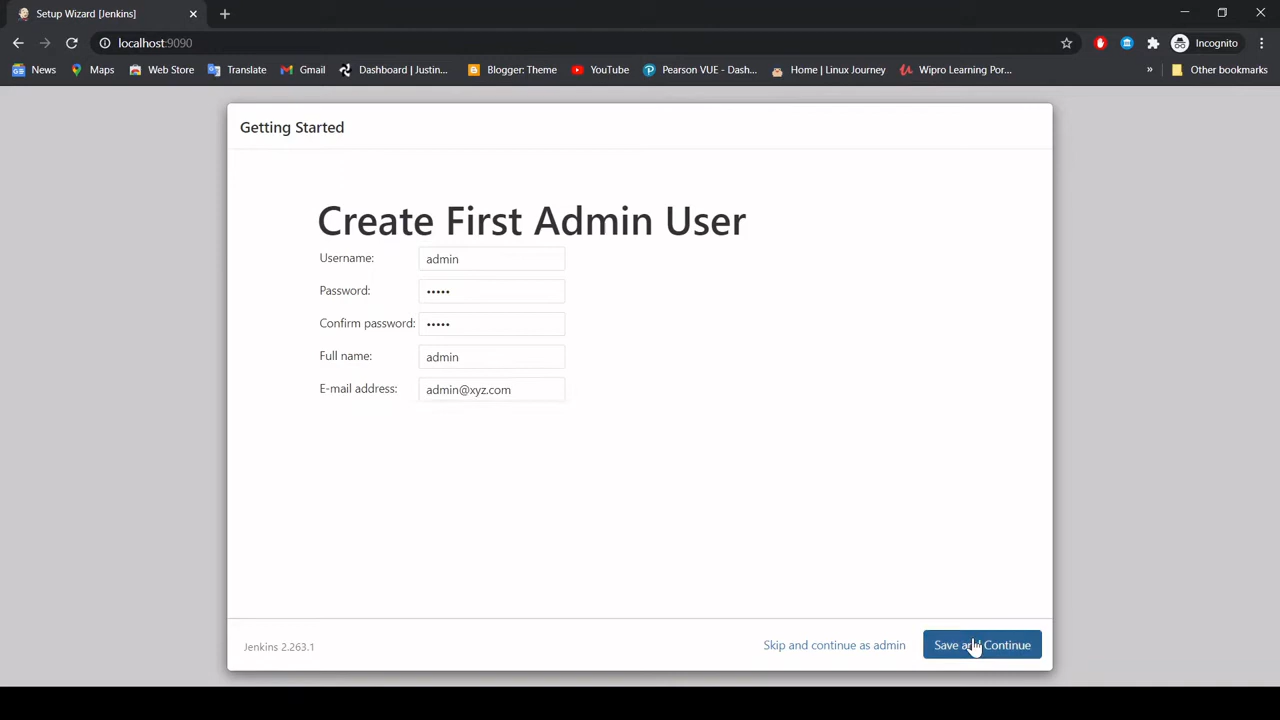 Setup Wizard [Jenkins]
localhost:9090
Incognito
News Maps Web Store Translate Gmail Dashboard | Justin... Blogger: Theme YouTube Pearson VUE - Dash... Home | Linux Journey Wipro Learning Por... » Other bookmarks
Getting Started
Create First Admin User
Username: admin
Password: •••••
Confirm password: •••••
Full name: admin
E-mail address: admin@xyz.com
Jenkins 2.263.1
Skip and continue as admin
Save and Continue